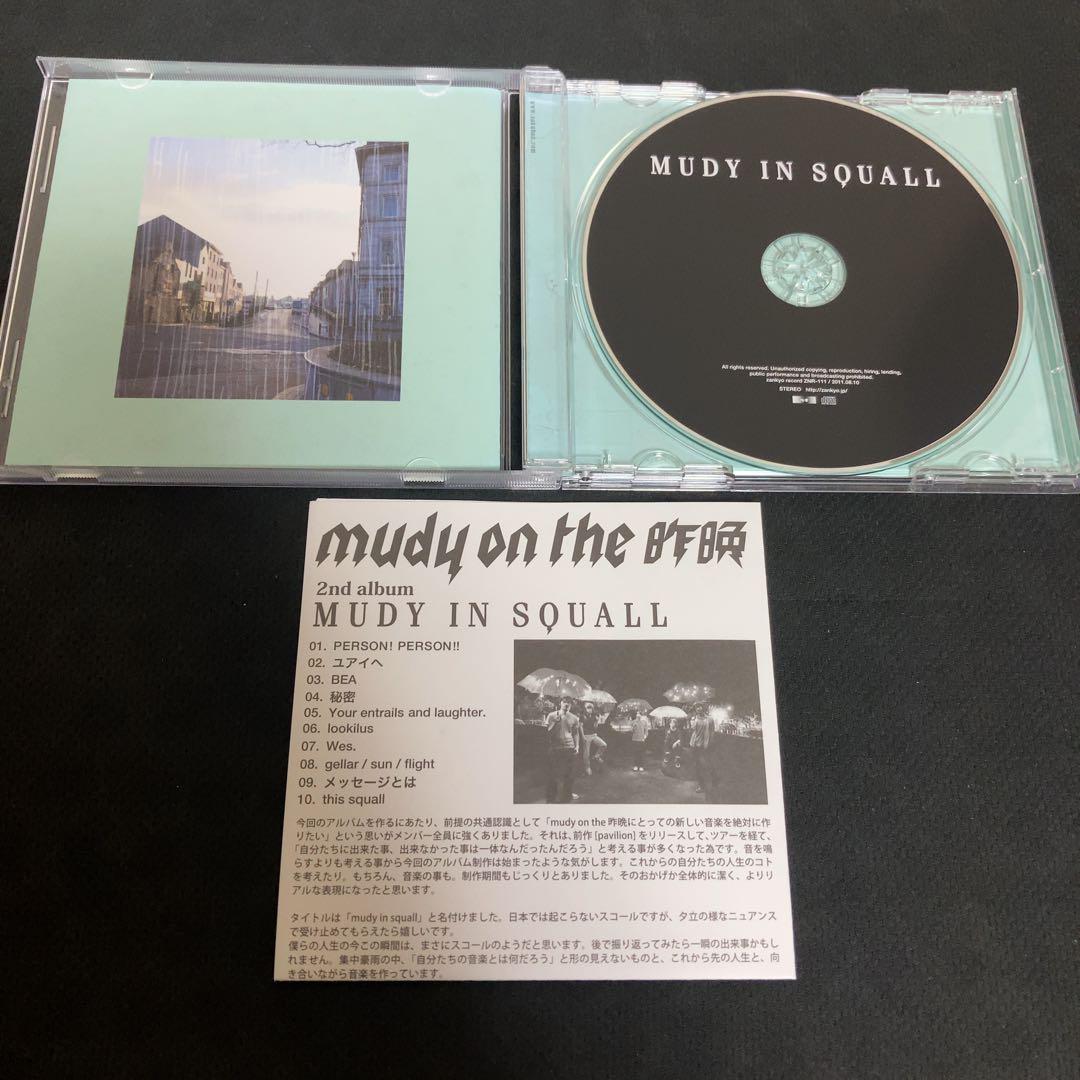 MUDY IN SQUALL
All rights reserved. Unauthorized copying, reproduction, hiring, lending,
public performance and broadcasting prohibited.
zankyo record ZNR-111 / 2011.08.10
STEREO http://zankyo.jp/
mudy on the 昨晩
2nd album
MUDY IN SQUALL
01. PERSON! PERSON!!
02. ユアイヘ
03. BEA
04. 秘密
05. Your entrails and laughter.
06. lookilus
07. Wes.
08. gellar / sun / flight
09. メッセージとは
10. this squall
今回のアルバムを作るにあたり、前提の共通認識として「mudy on the 昨晩にとっての新しい音楽を絶対に作
りたい」という思いがメンバー全員に強くありました。それは、前作 [pavilion] をリリースして、ツアーを経て、
「自分たちに出来た事、出来なかった事は一体なんだったんだろう」と考える事が多くなった為です。音を鳴
らすよりも考える事から今回のアルバム制作は始まったような気がします。これからの自分たちの人生のコト
を考えたり。もちろん、音楽の事も。制作期間もじっくりとありました。そのおかげか全体的に潔く、よりリ
アルな表現になったと思います。
タイトルは「mudy in squall」と名付けました。日本では起こらないスコールですが、夕立の様なニュアンス
で受け止めてもらえたら嬉しいです。
僕らの人生の今この瞬間は、まさにスコールのようだと思います。後で振り返ってみたら一瞬の出来事かもし
れません。集中豪雨の中、「自分たちの音楽とは何だろう」と形の見えないものと、これから先の人生と、向
き合いながら音楽を作っています。